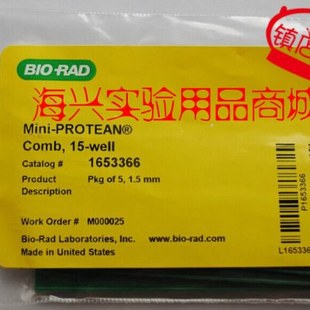 镇店
BIO-RAD
海兴实验用品商城
Mini-PROTEAN®
Comb, 15-well
Catalog # 1653366
Product Description Pkg of 5, 1.5 mm
Work Order # M000025
Bio-Rad Laboratories, Inc. www.bio-rad.com
Made in United States
P1653366
L1653366